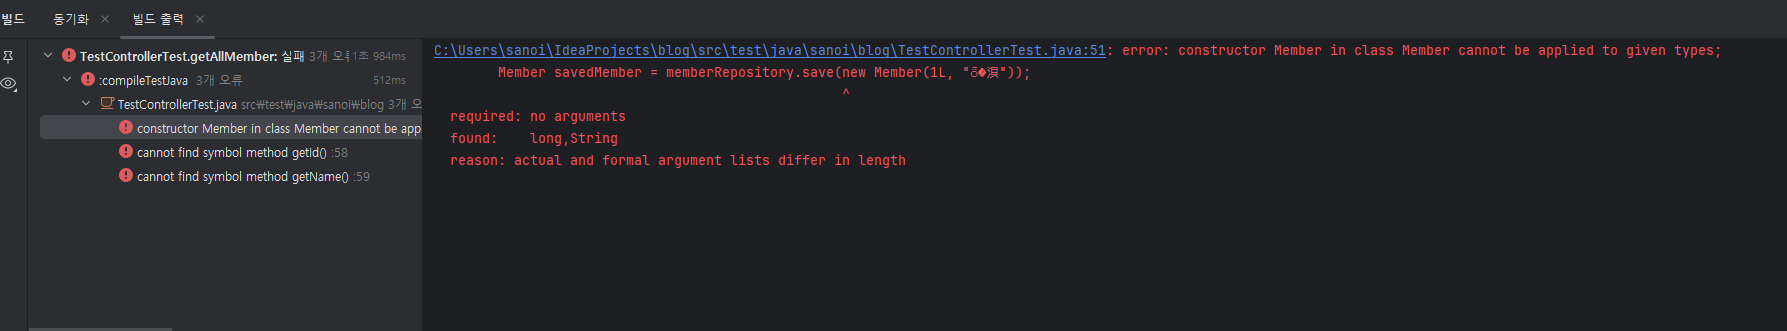 빌드 동기화 빌드 출력
TestControllerTest.getAllMember: 실패 3개 오류 1초 984ms
:compileTestJava 3개 오류 512ms
TestControllerTest.java src\test\java\sanoi\blog 3개 오
constructor Member in class Member cannot be app
cannot find symbol method getId() :58
cannot find symbol method getName() :59
C:\Users\sanoi\IdeaProjects\blog\src\test\java\sanoi\blog\TestControllerTest.java:51: error: constructor Member in class Member cannot be applied to given types;
Member savedMember = memberRepository.save(new Member(1L, "));
^
required: no arguments
found: long,String
reason: actual and formal argument lists differ in length